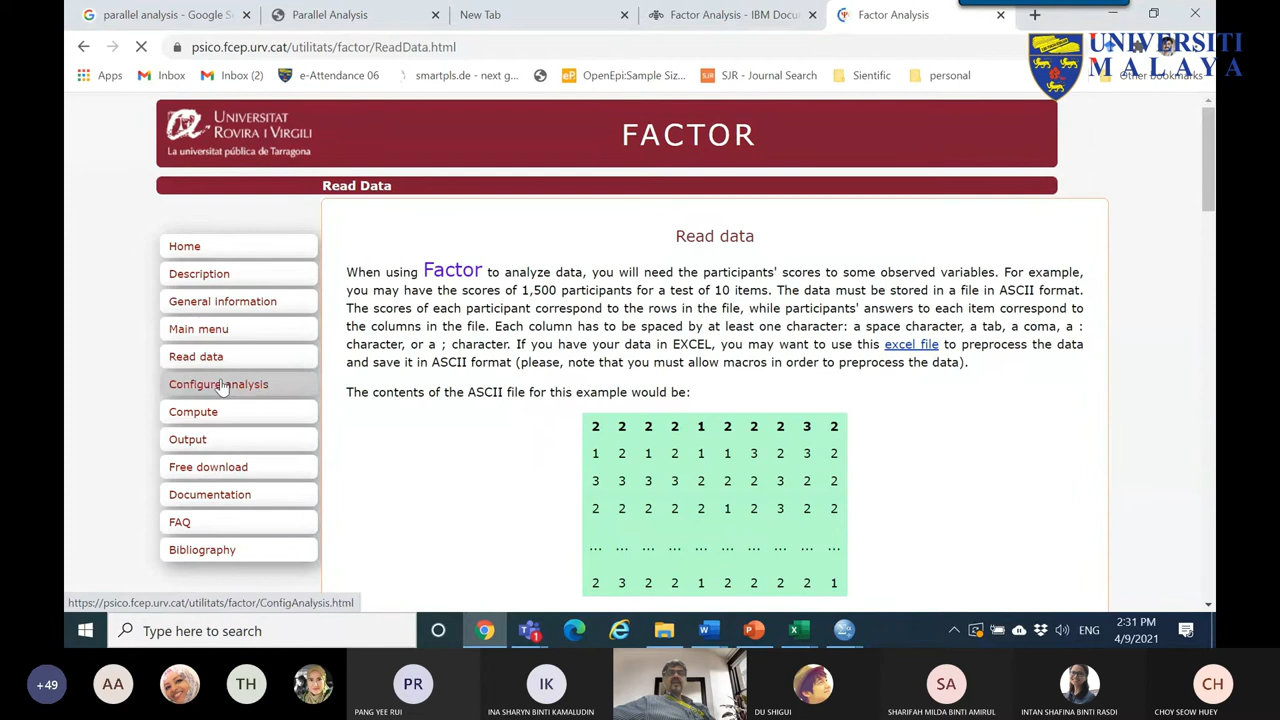 parallel analysis - Google S
Parallel Analysis
New Tab
Factor Analysis - IBM Docu
Factor Analysis
psico.fcep.urv.cat/utilitats/factor/ReadData.html
UNIVERSITI
MALAYA
Apps
Inbox
Inbox (2)
e-Attendance 06
smartpls.de - next g...
OpenEpi:Sample Siz...
SJR - Journal Search
Sientific
personal
Other bookmarks
UNIVERSITAT
ROVIRA I VIRGILI
La universitat pública de Tarragona
FACTOR
Read Data
Home
Description
General information
Main menu
Read data
Configure analysis
Compute
Output
Free download
Documentation
FAQ
Bibliography
Read data
When using Factor to analyze data, you will need the participants' scores to some observed variables. For example,
you may have the scores of 1,500 participants for a test of 10 items. The data must be stored in a file in ASCII format.
The scores of each participant correspond to the rows in the file, while participants' answers to each item correspond to
the columns in the file. Each column has to be spaced by at least one character: a space character, a tab, a coma, a :
character, or a ; character. If you have your data in EXCEL, you may want to use this excel file to preprocess the data
and save it in ASCII format (please, note that you must allow macros in order to preprocess the data).
The contents of the ASCII file for this example would be:
2 2 2 2 1 2 2 2 3 2
1 2 1 2 1 1 3 2 3 2
3 3 3 3 2 2 2 3 2 2
2 2 2 2 2 1 2 3 2 2
... ... ... ... ... ... ... ... ... ...
2 3 2 2 1 2 2 2 2 1
https://psico.fcep.urv.cat/utilitats/factor/ConfigAnalysis.html
Type here to search
1
ENG
2:31 PM
4/9/2021
+49
AA
TH
PR
PANG YEE RUI
IK
INA SHARYN BINTI KAMALUDIN
DU SHIGUI
SA
SHARIFAH MILDA BINTI AMIRUL
INTAN SHAFINA BINTI RASDI
CH
CHOY SEOW HUEY